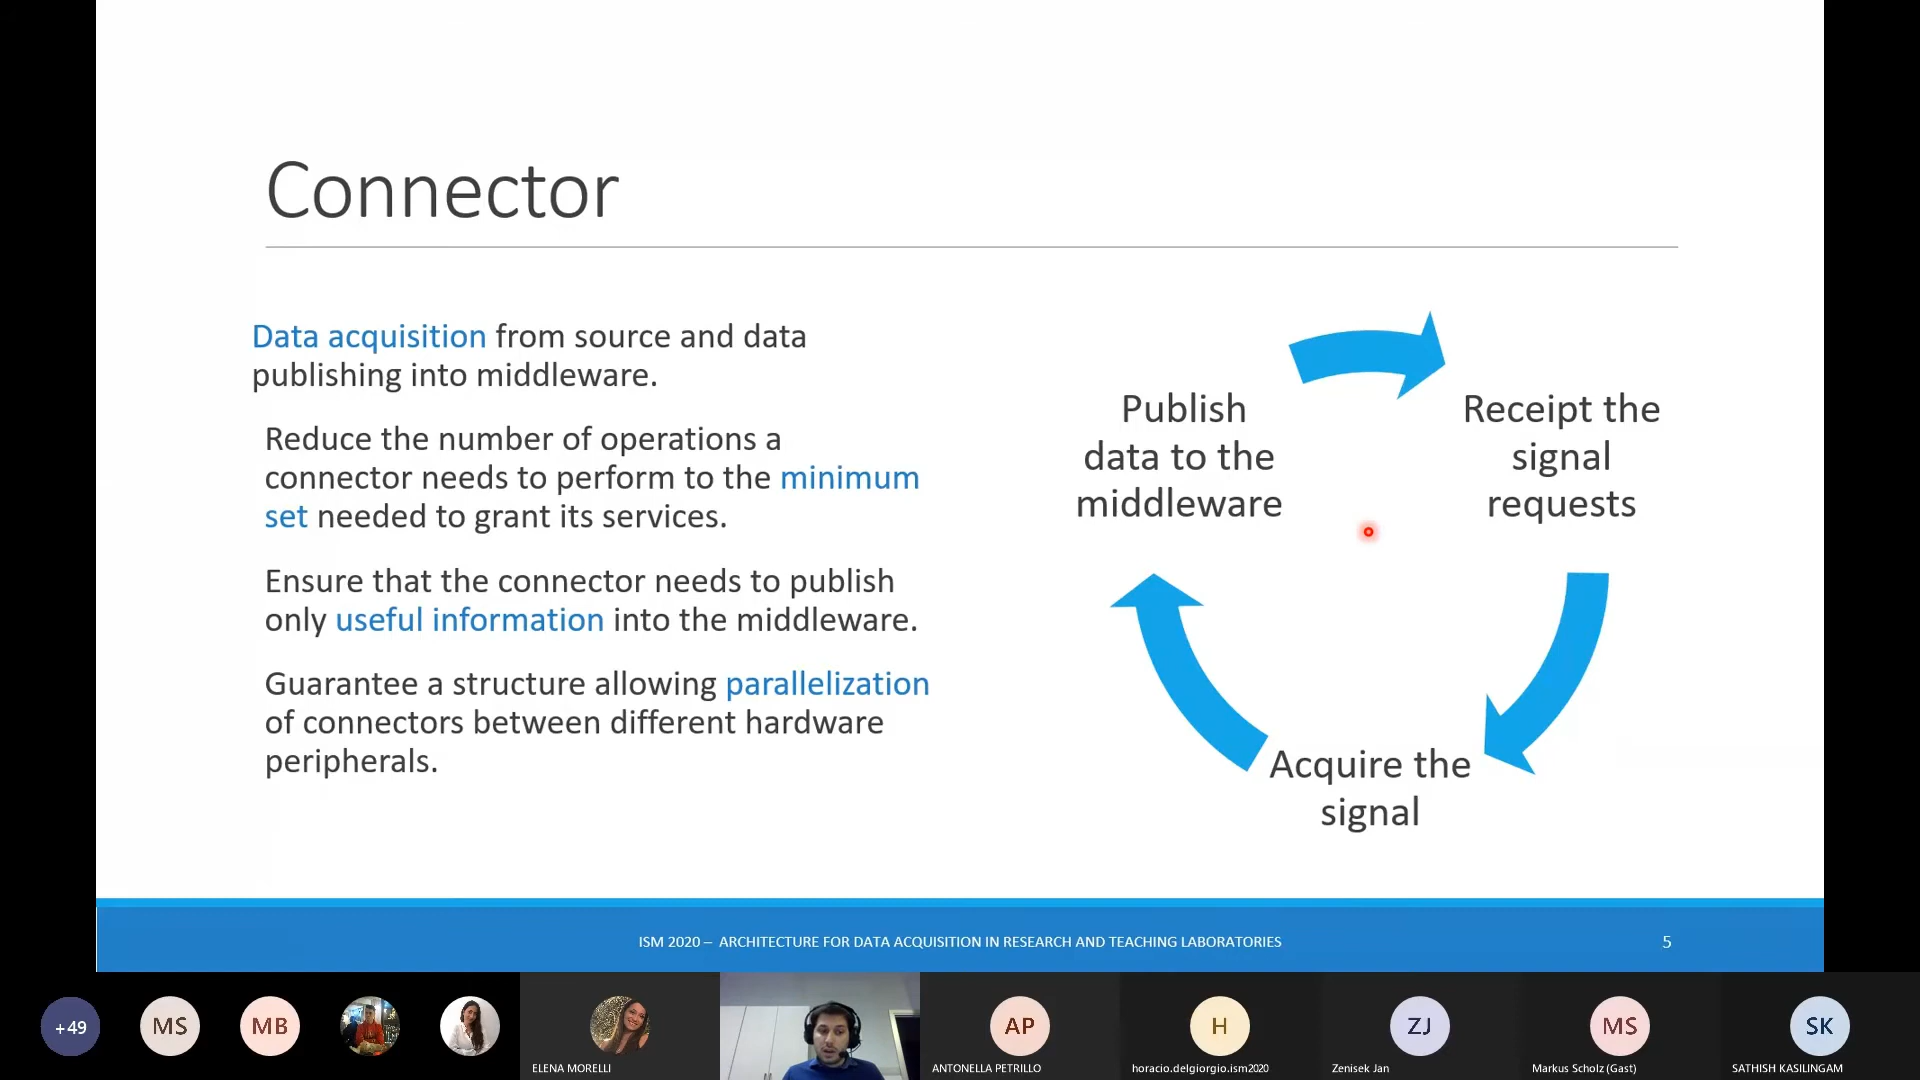 Connector
Data acquisition from source and data
publishing into middleware.
Reduce the number of operations a
connector needs to perform to the minimum
set needed to grant its services.
Ensure that the connector needs to publish
only useful information into the middleware.
Guarantee a structure allowing parallelization
of connectors between different hardware
peripherals.
Publish
data to the
middleware
Receipt the
signal
requests
Acquire the
signal
ISM 2020 – ARCHITECTURE FOR DATA ACQUISITION IN RESEARCH AND TEACHING LABORATORIES
5
+49
MS
MB
ELENA MORELLI
AP
ANTONELLA PETRILLO
H
horacio.delgiorgio.ism2020
ZJ
Zenisek Jan
MS
Markus Scholz (Gast)
SK
SATHISH KASILINGAM